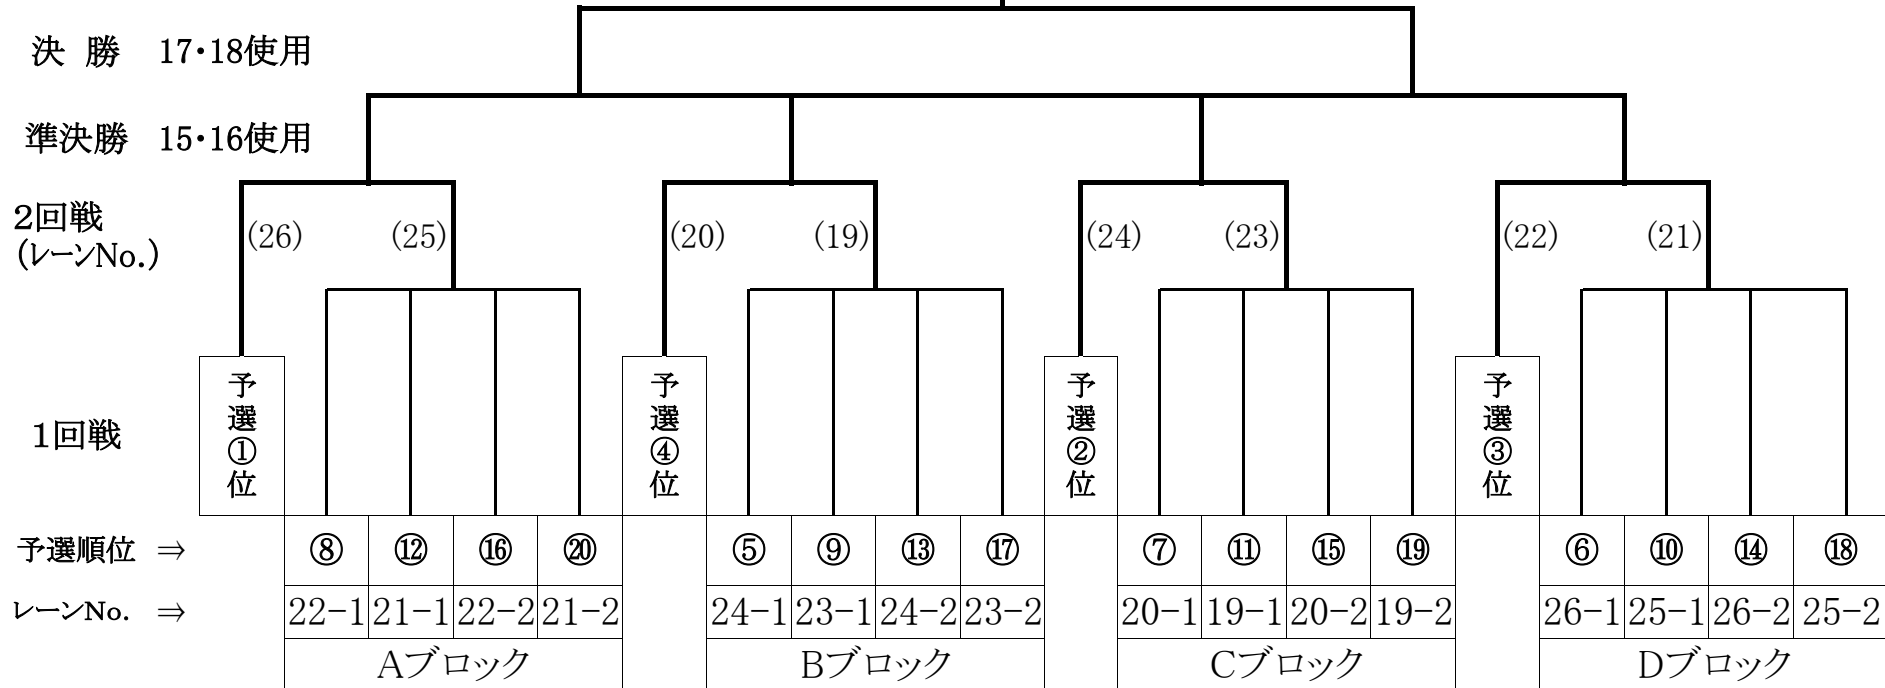 決 勝 17・18使用
準決勝 15・16使用
2回戦
(レーンNo.)
(26) (25) (20) (19) (24) (23) (22) (21)
1回戦
予選①位
予選④位
予選②位
予選③位
予選順位 ⇒ ⑧ ⑫ ⑯ ⑳ ⑤ ⑨ ⑬ ⑰ ⑦ ⑪ ⑮ ⑲ ⑥ ⑩ ⑭ ⑱
レーンNo. ⇒ 22-1 21-1 22-2 21-2 24-1 23-1 24-2 23-2 20-1 19-1 20-2 19-2 26-1 25-1 26-2 25-2
Aブロック Bブロック Cブロック Dブロック